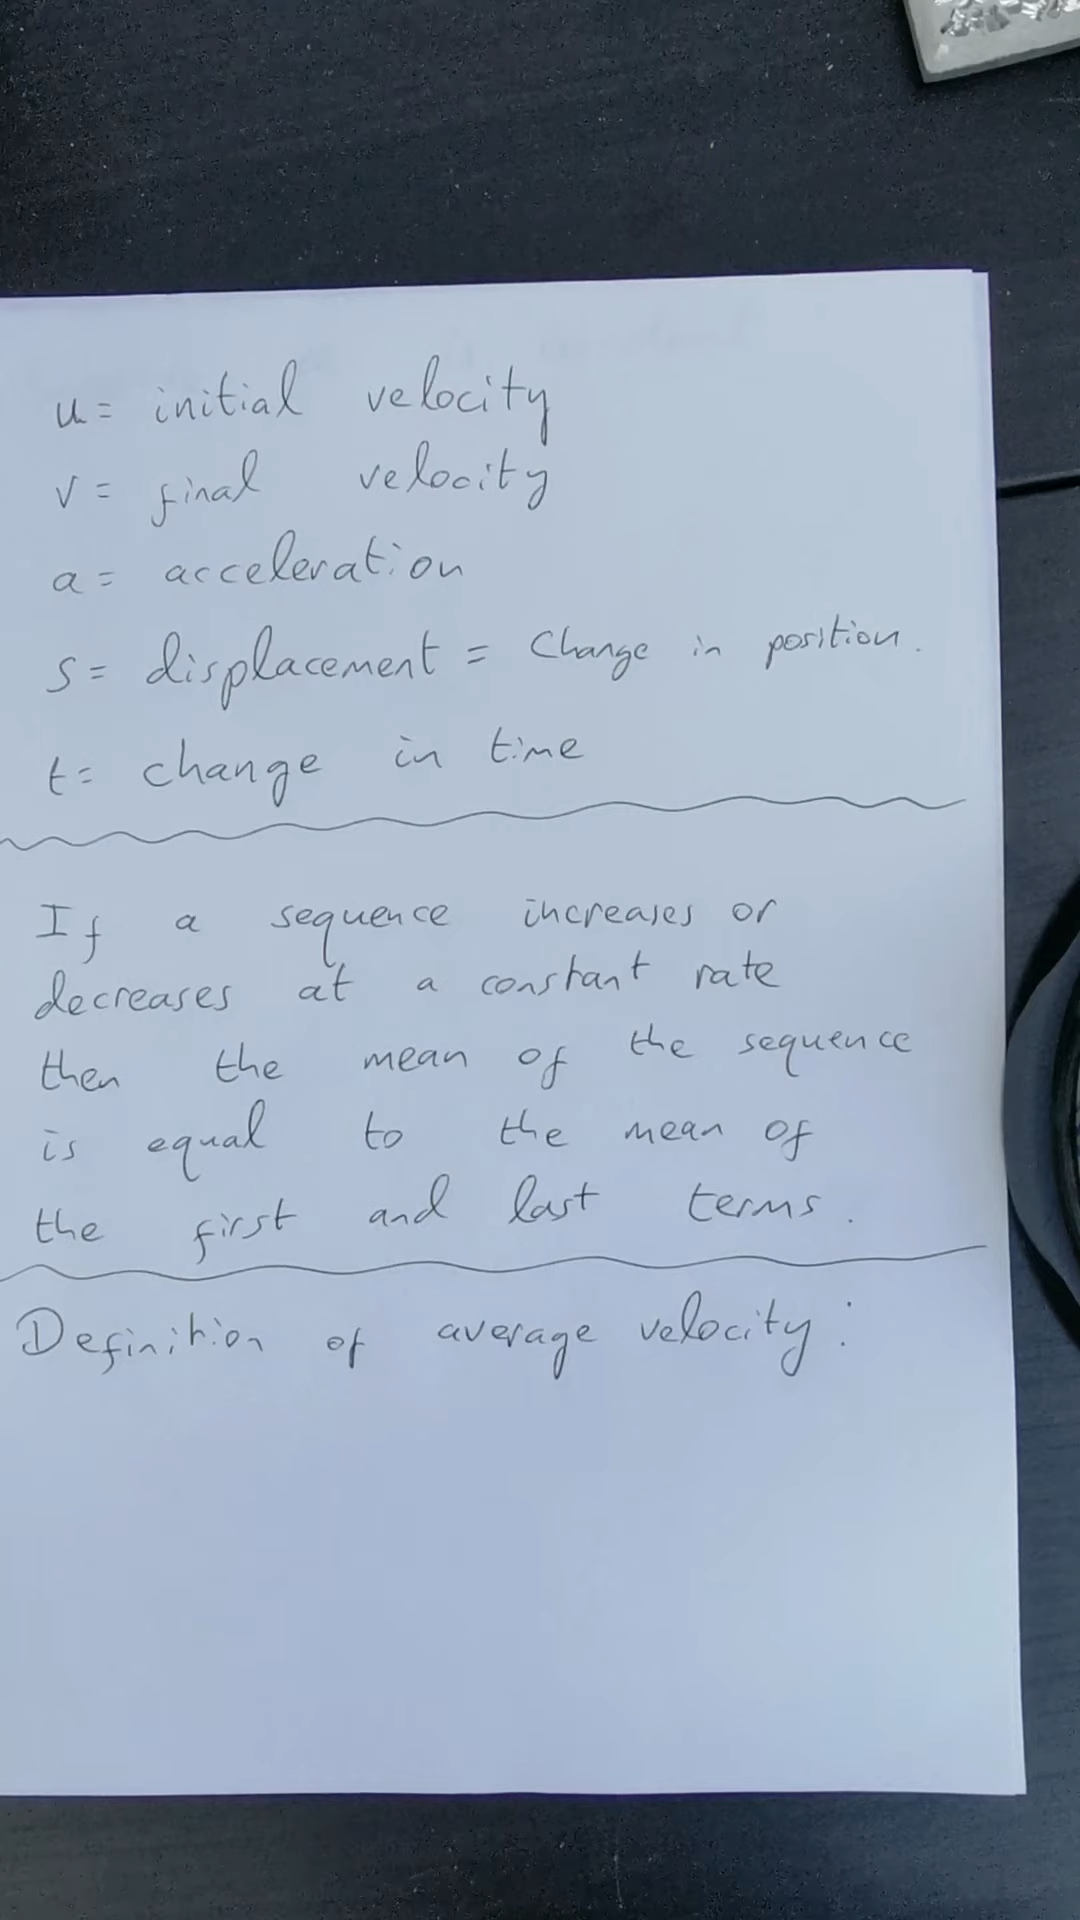 u = initial velocity
v = final velocity
a = acceleration
s = displacement = Change in position.
t = change in time
If a sequence increases or
decreases at a constant rate
then the mean of the sequence
is equal to the mean of
the first and last terms.
Definition of average velocity: